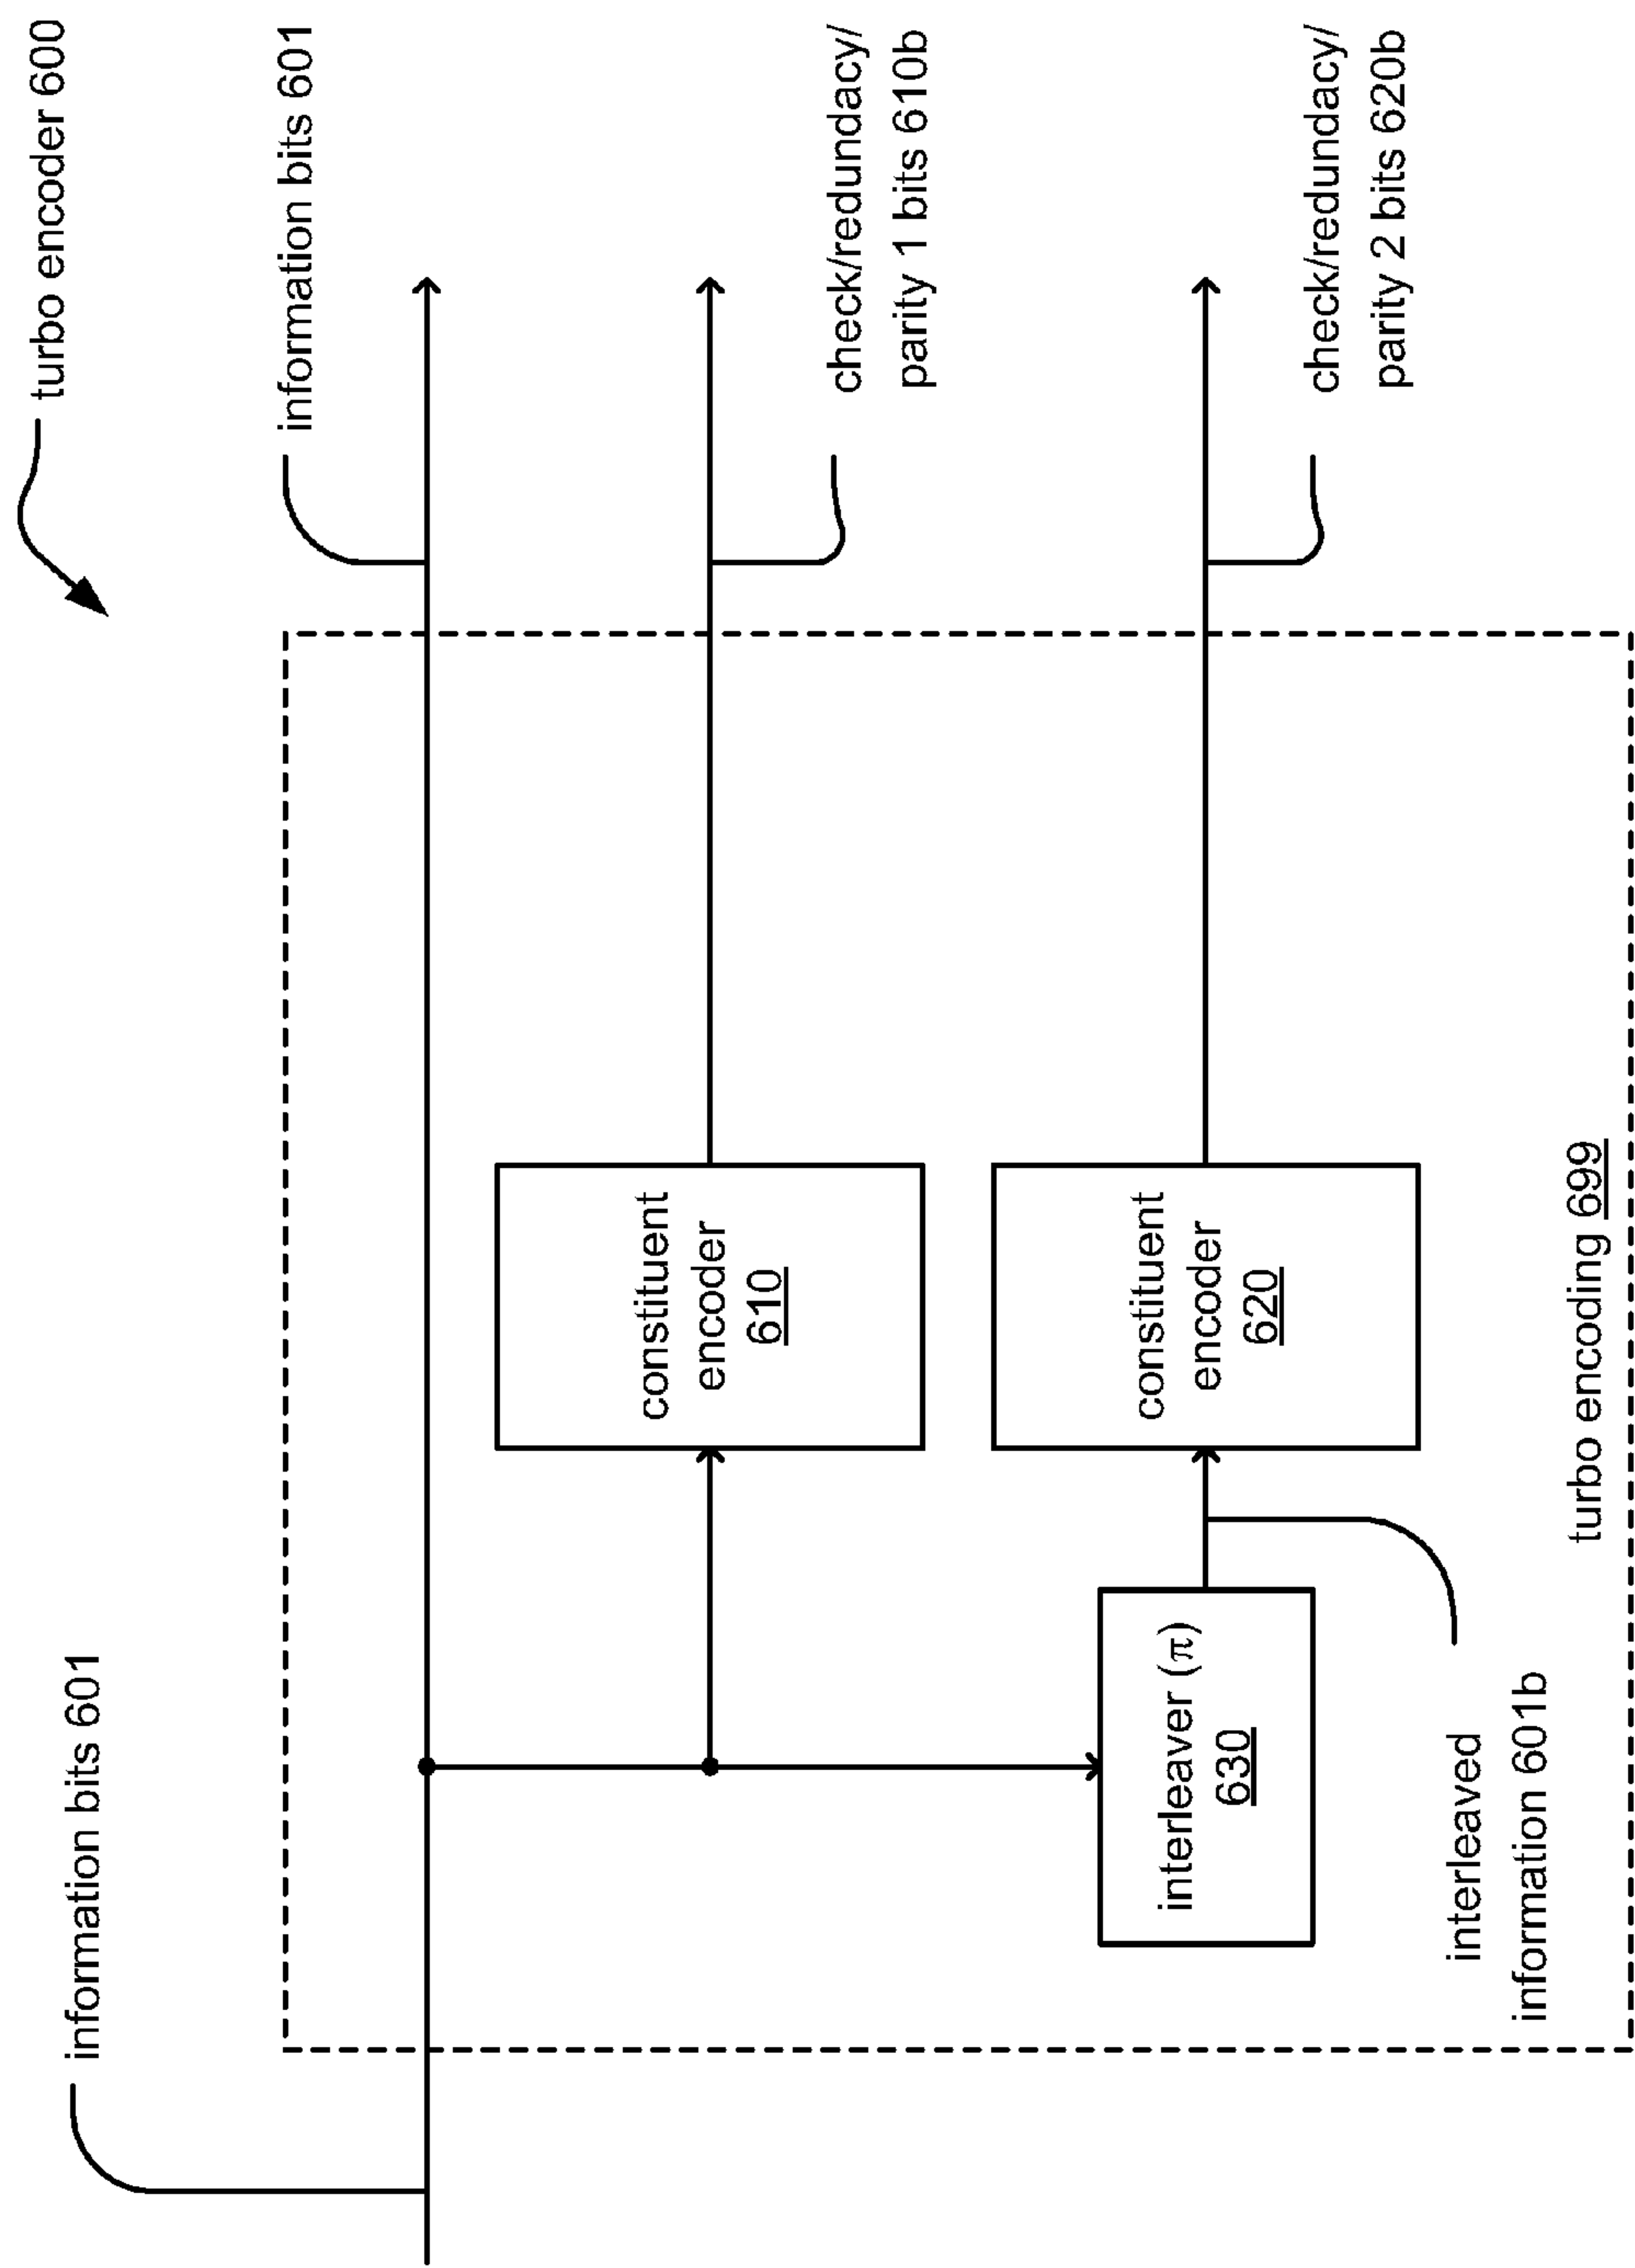 turbo encoder 600
information bits 601
information bits 601
constituent
encoder
610
check/redundacy/
parity 1 bits 610b
interleaver (π)
630
constituent
encoder
620
check/redundacy/
parity 2 bits 620b
interleaved
information 601b
turbo encoding 699